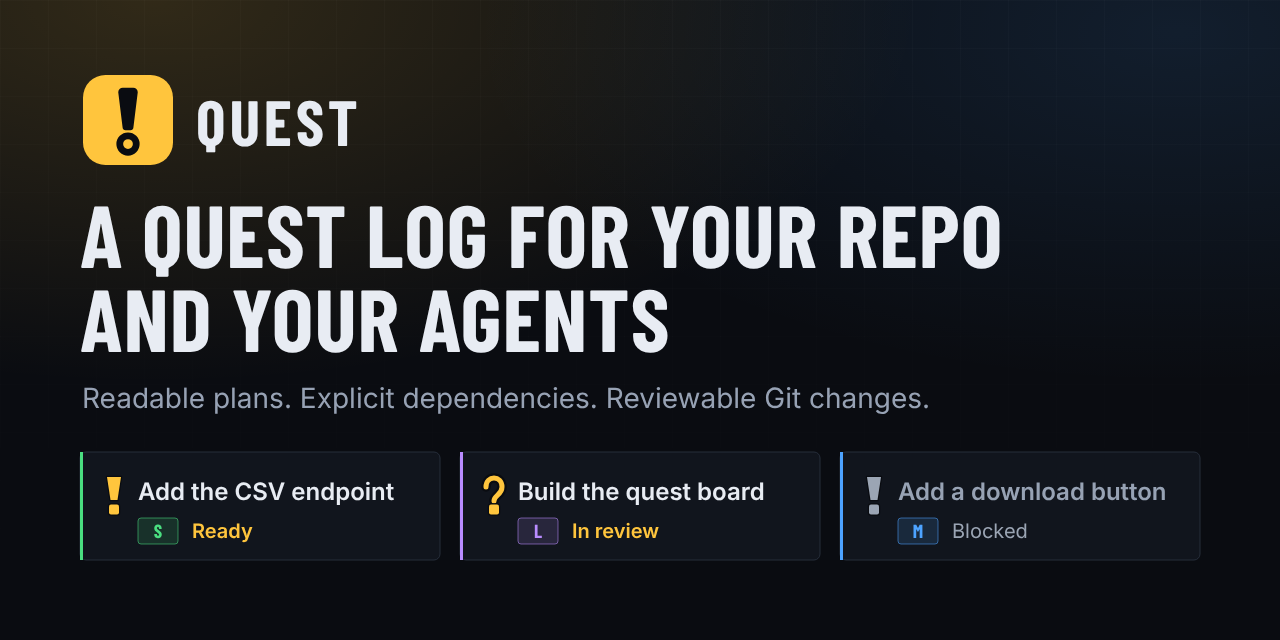 ! QUEST
A QUEST LOG FOR YOUR REPO
AND YOUR AGENTS
Readable plans. Explicit dependencies. Reviewable Git changes.
! Add the CSV endpoint
S Ready
? Build the quest board
L In review
! Add a download button
M Blocked